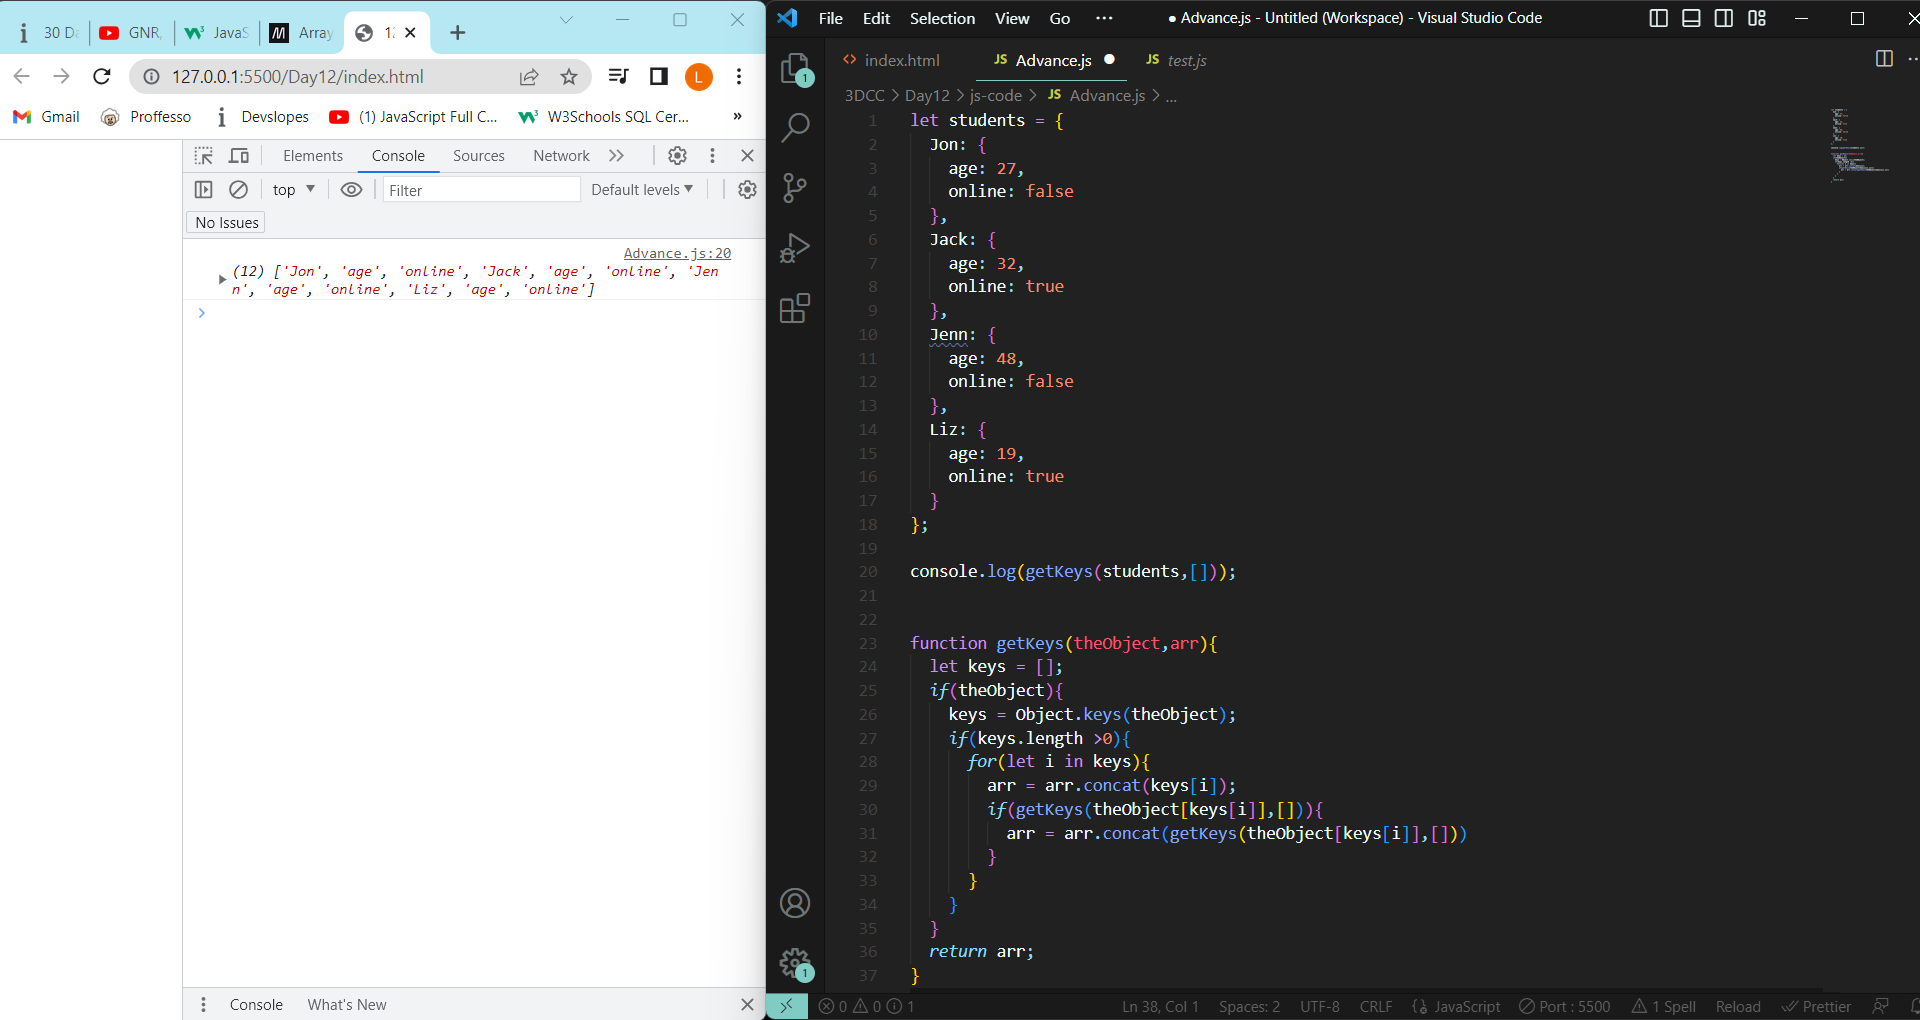 30 Da
GNR,
JavaS
Array
12
127.0.0.1:5500/Day12/index.html
L
Gmail
Proffesso
Devslopes
(1) JavaScript Full C...
W3Schools SQL Cer...
»
Elements
Console
Sources
Network
top
Filter
Default levels
No Issues
Advance.js:20
(12) ['Jon', 'age', 'online', 'Jack', 'age', 'online', 'Jen
n', 'age', 'online', 'Liz', 'age', 'online']
Console
What's New
File Edit Selection View Go ···
● Advance.js - Untitled (Workspace) - Visual Studio Code
1
index.html
JS Advance.js
JS test.js
3DCC > Day12 > js-code > JS Advance.js > ...
1 let students = {
2 Jon: {
3 age: 27,
4 online: false
5 },
6 Jack: {
7 age: 32,
8 online: true
9 },
10 Jenn: {
11 age: 48,
12 online: false
13 },
14 Liz: {
15 age: 19,
16 online: true
17 }
18 };
19
20 console.log(getKeys(students,[]));
21
22
23 function getKeys(theObject,arr){
24 let keys = [];
25 if(theObject){
26 keys = Object.keys(theObject);
27 if(keys.length >0){
28 for(let i in keys){
29 arr = arr.concat(keys[i]);
30 if(getKeys(theObject[keys[i]],[])){
31 arr = arr.concat(getKeys(theObject[keys[i]],[]))
32 }
33 }
34 }
35 }
36 return arr;
37 }
1
0 0 1
Ln 38, Col 1
Spaces: 2
UTF-8
CRLF
{} JavaScript
Port : 5500
1 Spell
Reload
Prettier